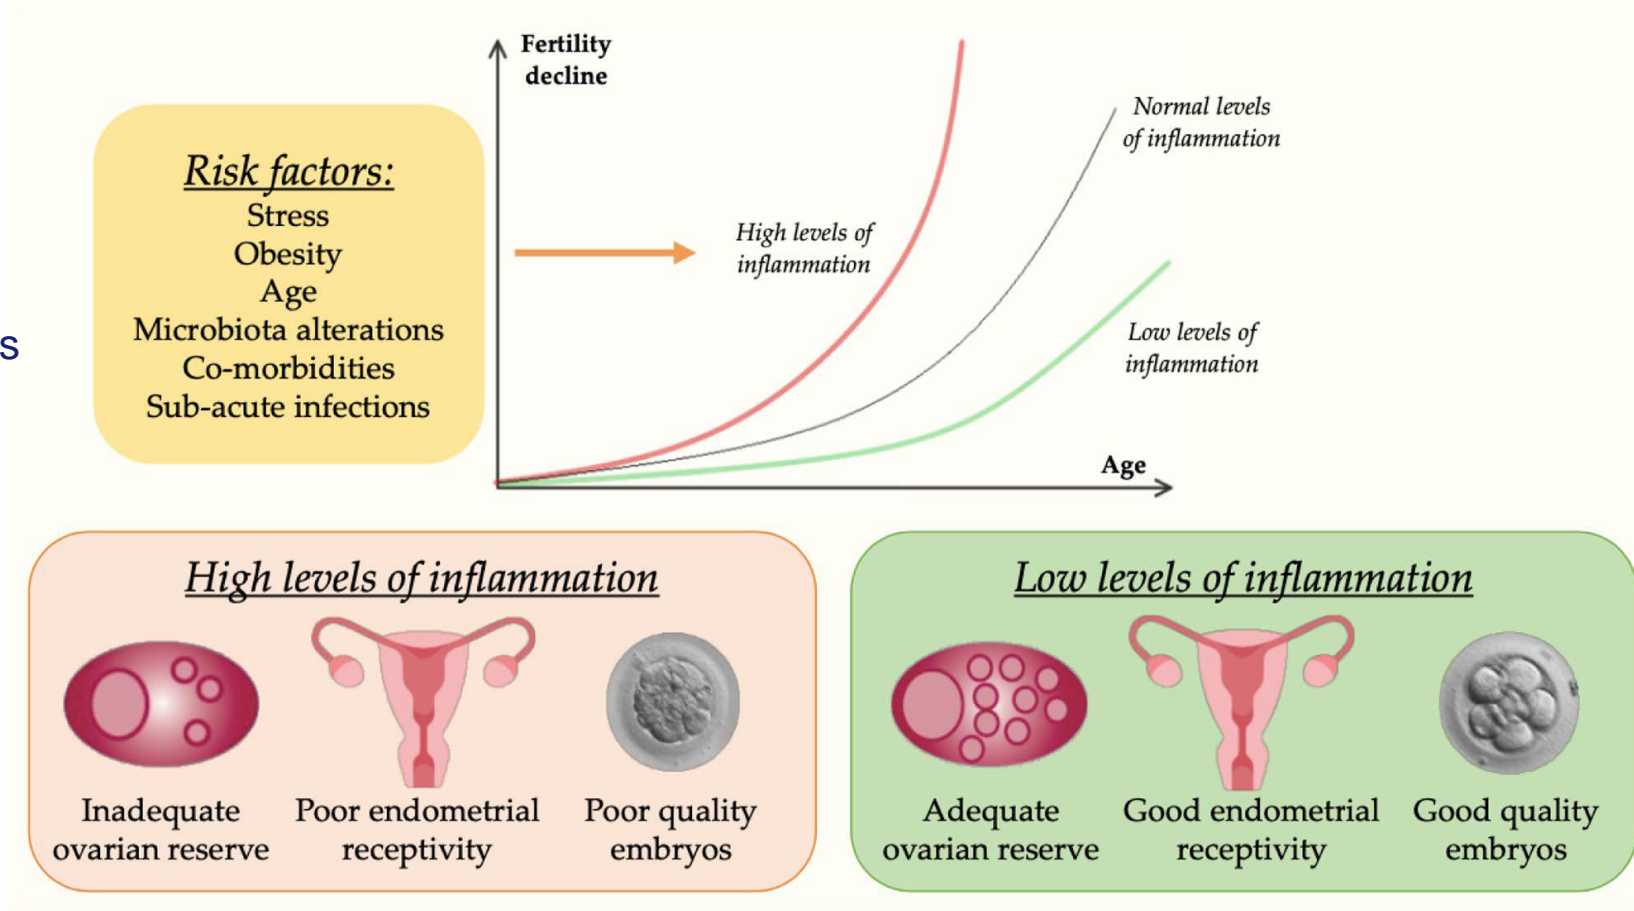 Fertility
decline
Risk factors:
Stress
Obesity
Age
Microbiota alterations
Co-morbidities
Sub-acute infections
s
High levels of
inflammation
Normal levels
of inflammation
Low levels of
inflammation
Age
High levels of inflammation
Inadequate
ovarian reserve
Poor endometrial
receptivity
Poor quality
embryos
Low levels of inflammation
Adequate
ovarian reserve
Good endometrial
receptivity
Good quality
embryos